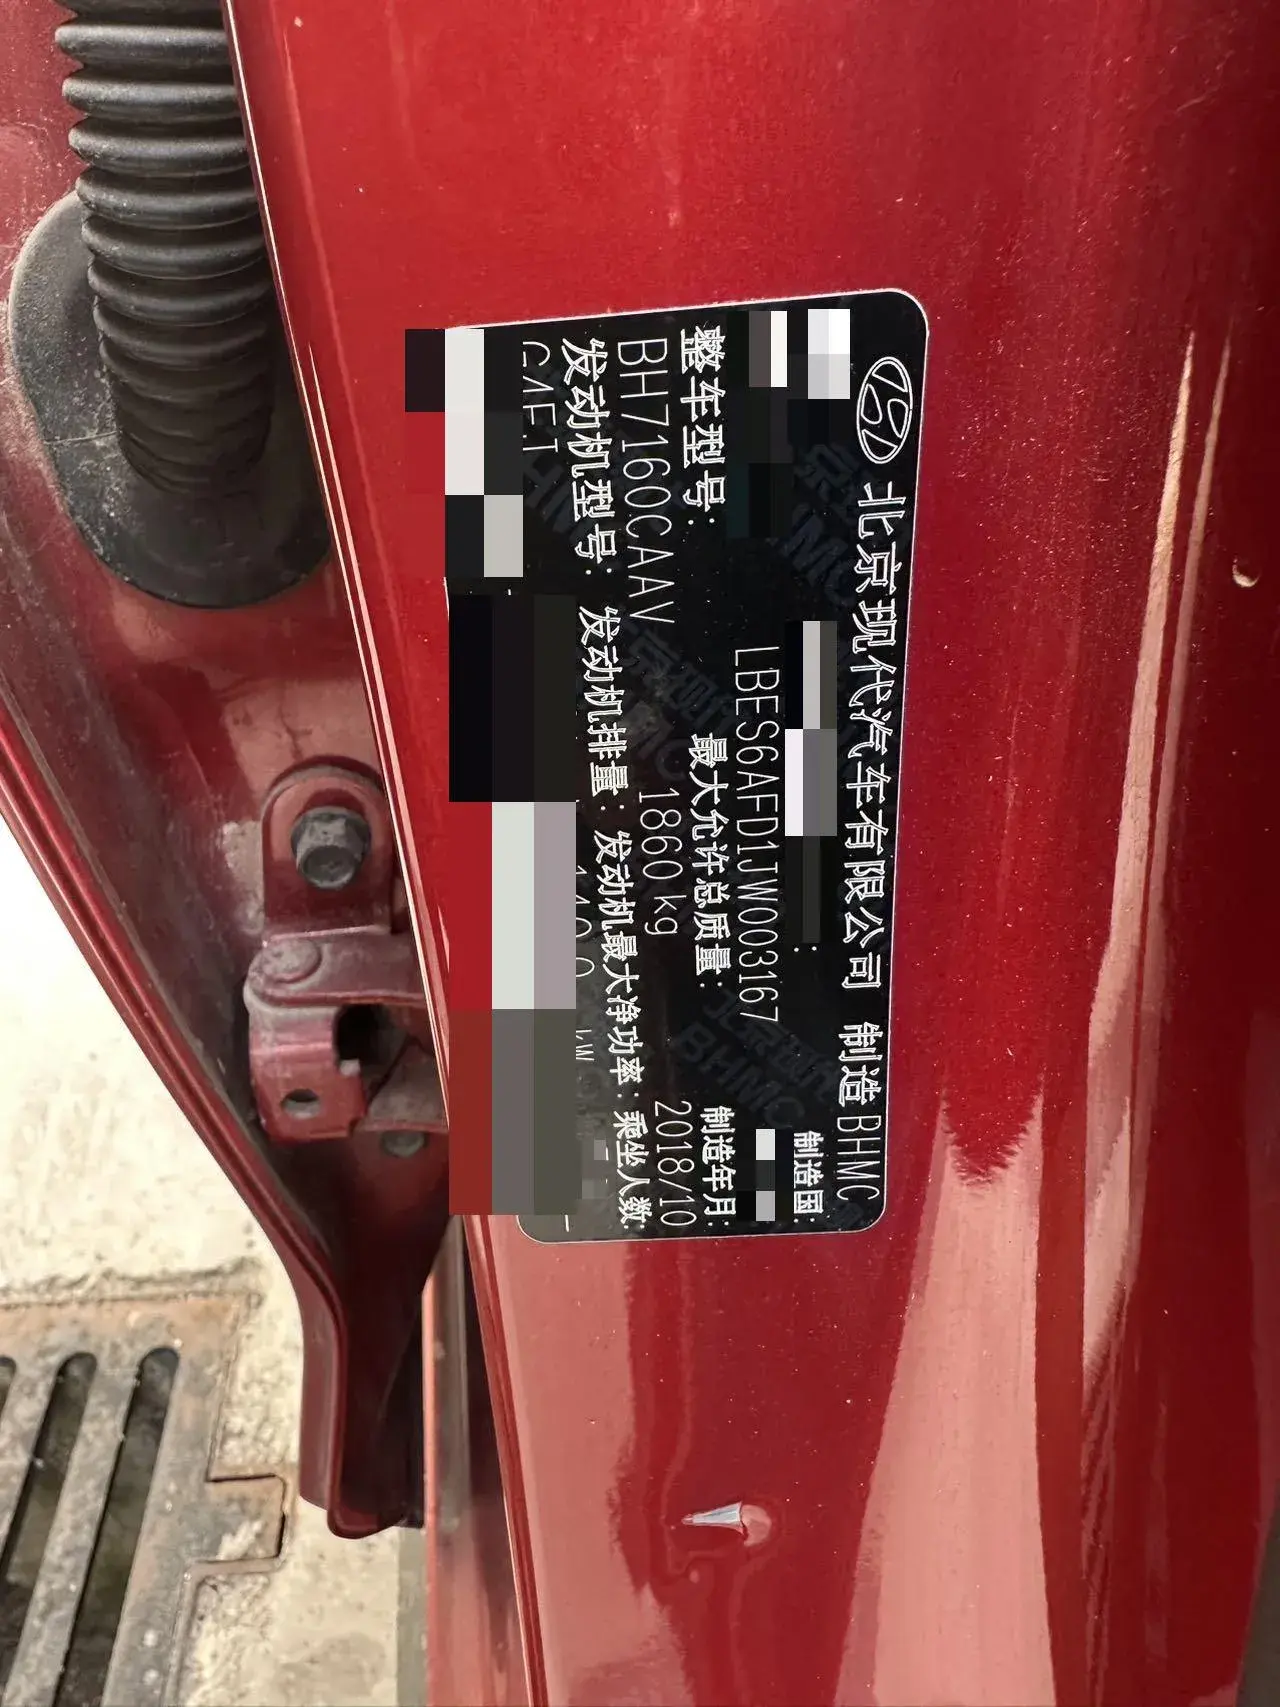 北京现代汽车有限公司 制造 BHMC
制造国:
LBES6AFD1JW003167
整车型号: 最大允许总质量: 制造年月:
BH7160CAAV 1860kg 2018/10
发动机型号: 发动机排量: 发动机最大净功率: 乘坐人数:
kW